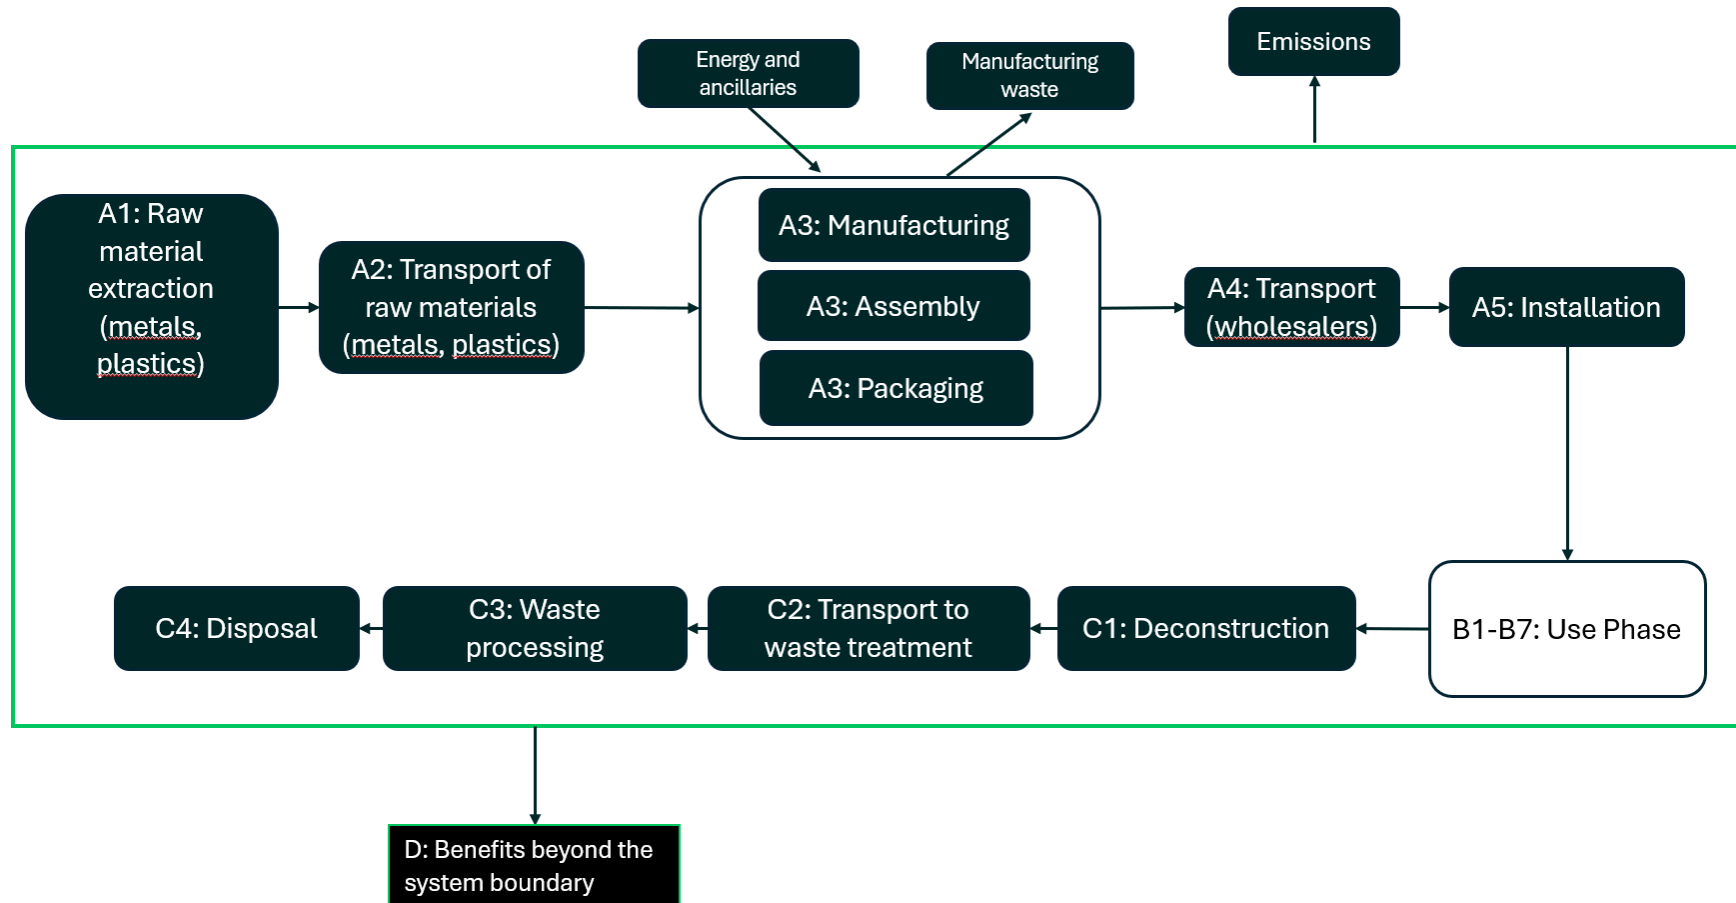 Energy and
ancillaries
Manufacturing
waste
Emissions
A1: Raw
material
extraction
(metals,
plastics)
A2: Transport of
raw materials
(metals, plastics)
A3: Manufacturing
A3: Assembly
A3: Packaging
A4: Transport
(wholesalers)
A5: Installation
C4: Disposal
C3: Waste
processing
C2: Transport to
waste treatment
C1: Deconstruction
B1-B7: Use Phase
D: Benefits beyond the
system boundary